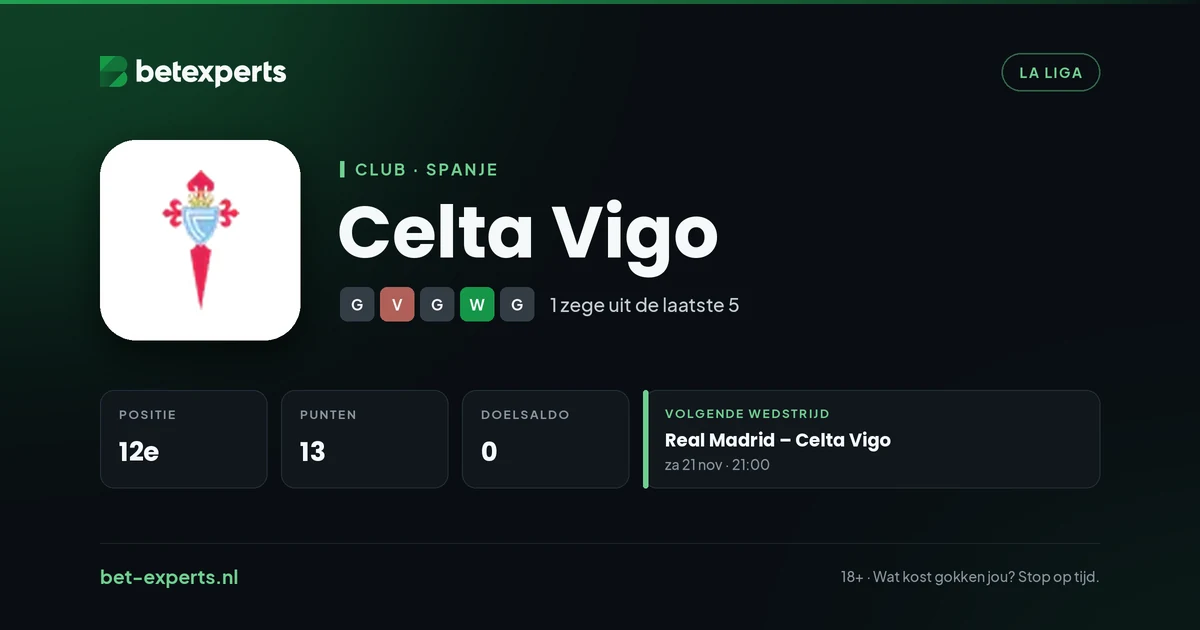 betexperts
LA LIGA
CLUB · SPANJE
Celta Vigo
G V G W G 1 zege uit de laatste 5
POSITIE
12e
PUNTEN
13
DOELSALDO
0
VOLGENDE WEDSTRIJD
Real Madrid – Celta Vigo
za 21 nov · 21:00
bet-experts.nl
18+ · Wat kost gokken jou? Stop op tijd.